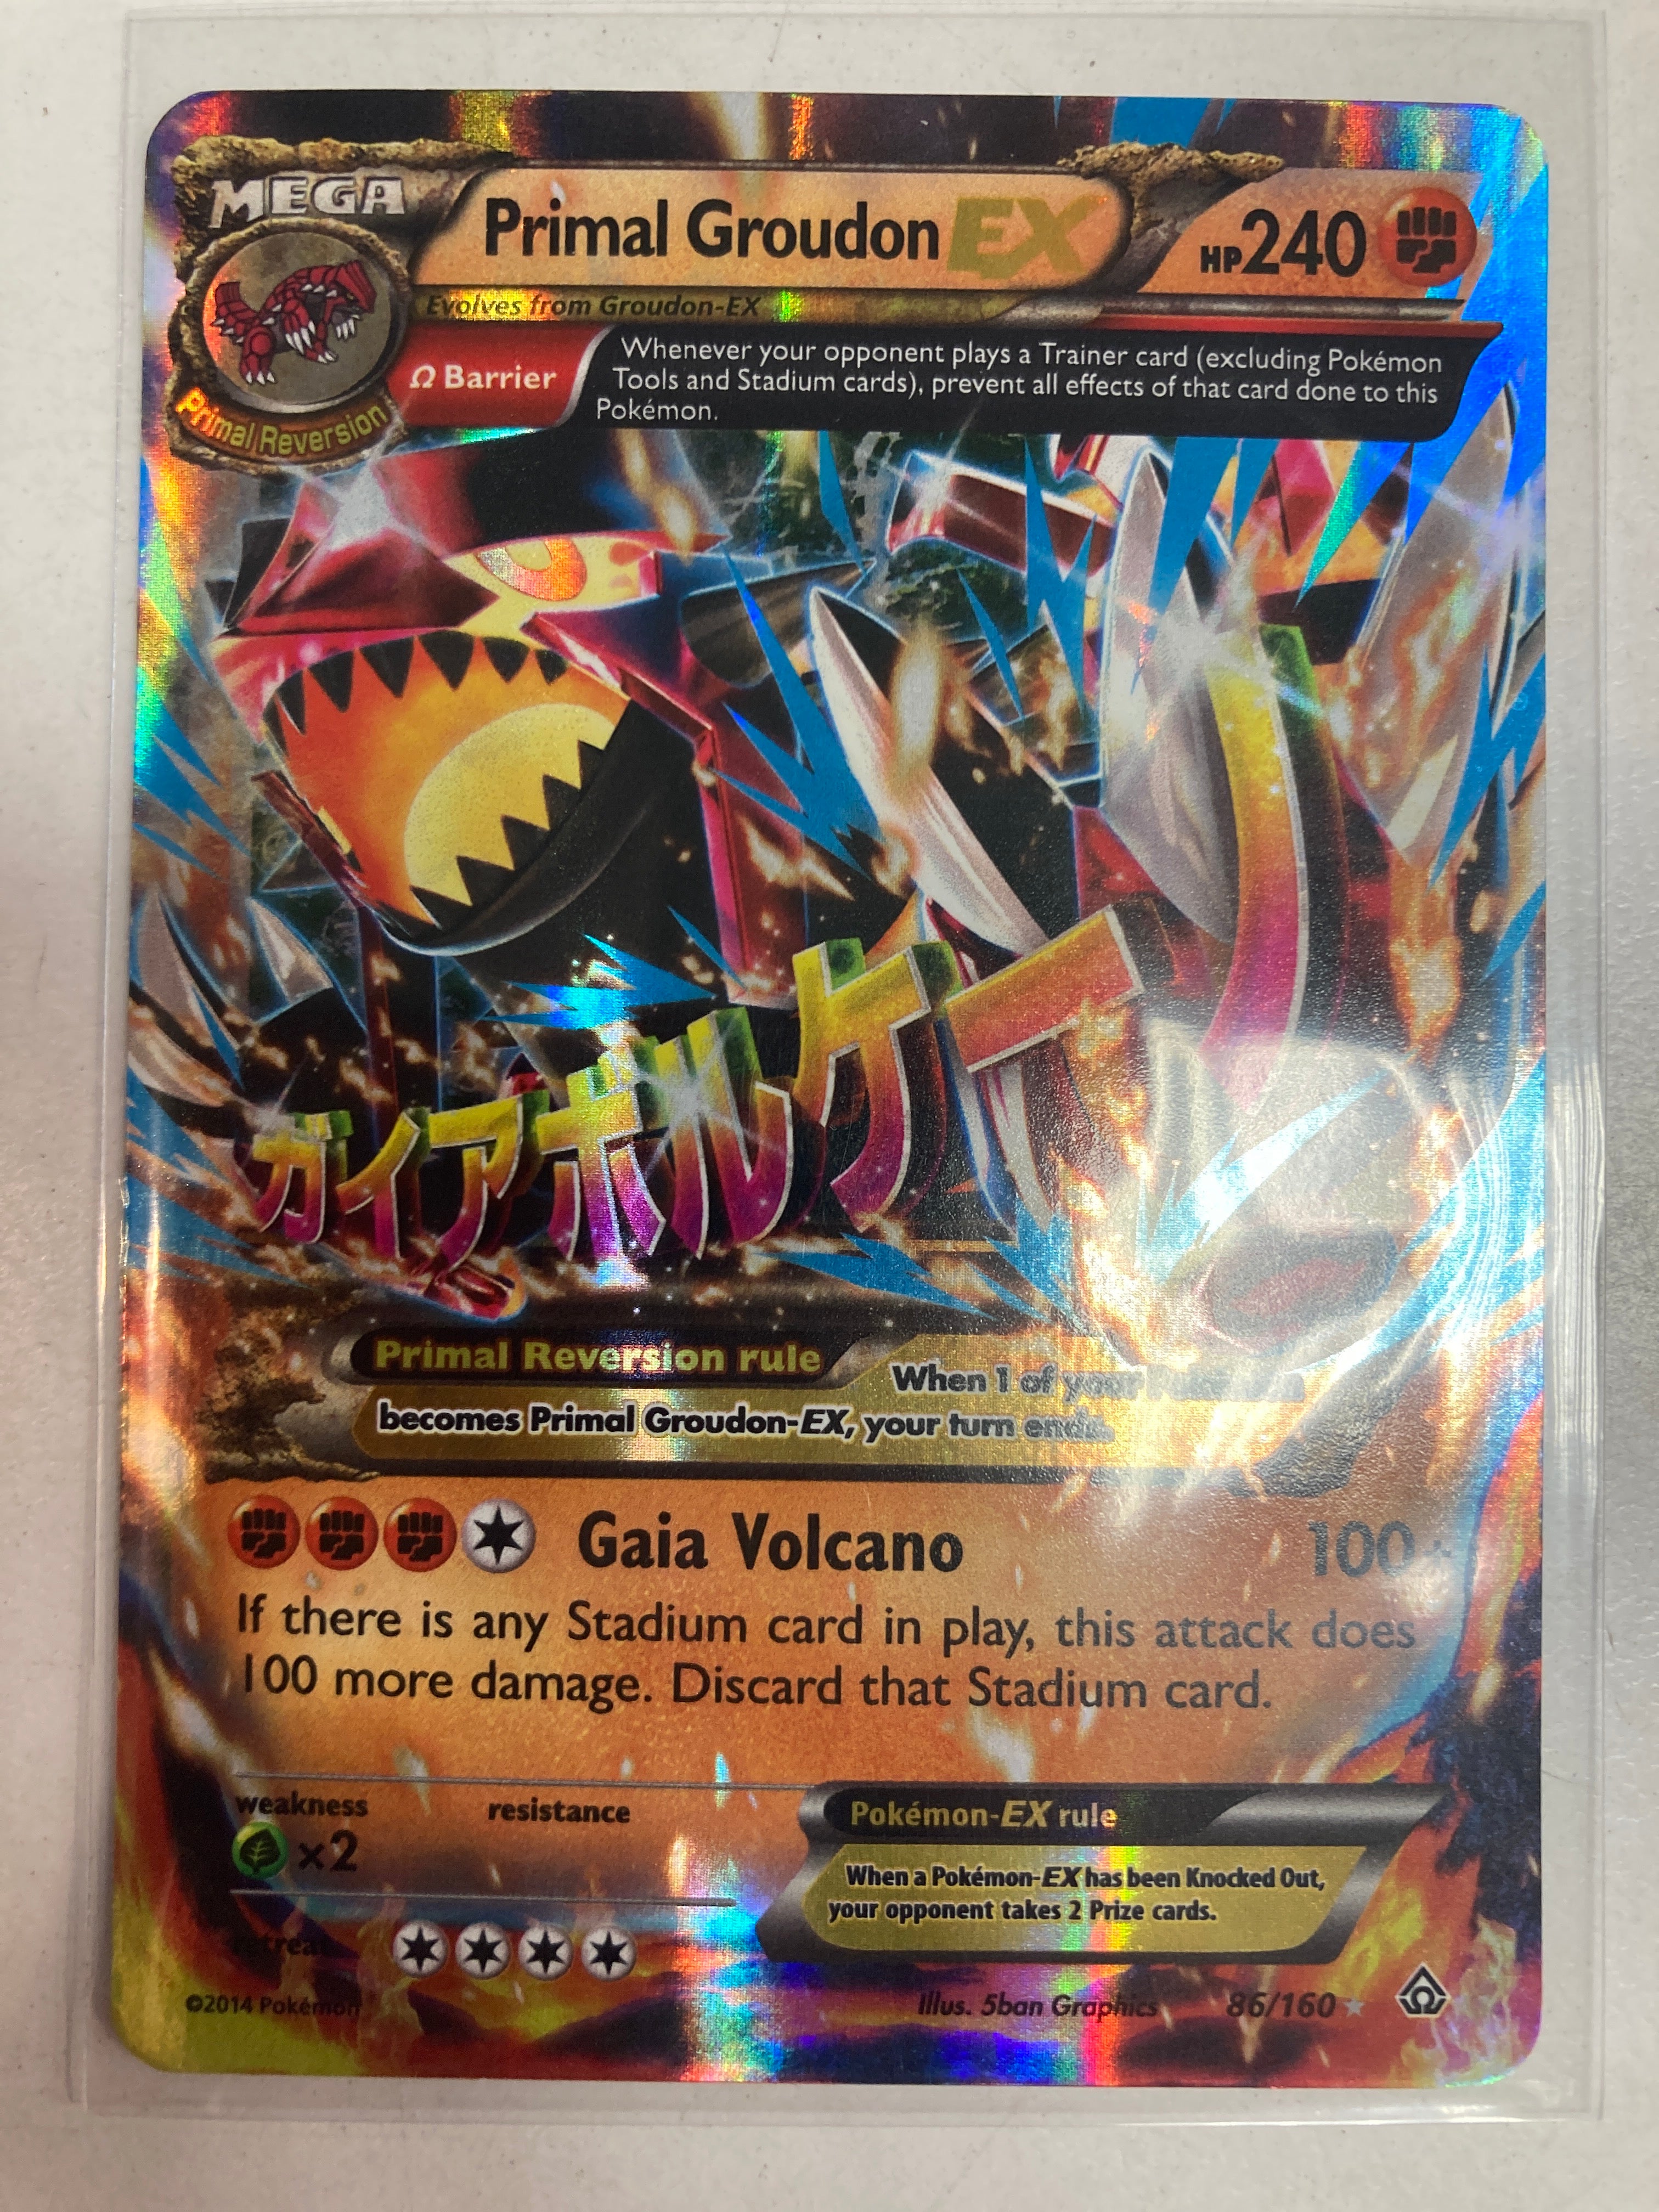 MEGA
Primal Groudon EX
HP240
Evolves from Groudon-EX
Primal Reversion
Ω Barrier
Whenever your opponent plays a Trainer card (excluding Pokémon
Tools and Stadium cards), prevent all effects of that card done to this
Pokémon.
ガイアボルケーノ
Primal Reversion rule
When 1 of your Pokémon
becomes Primal Groudon-EX, your turn ends.
Gaia Volcano 100+
If there is any Stadium card in play, this attack does
100 more damage. Discard that Stadium card.
weakness
×2
resistance
retreat
Pokémon-EX rule
When a Pokémon-EX has been Knocked Out,
your opponent takes 2 Prize cards.
©2014 Pokémon
Illus. 5ban Graphics 86/160